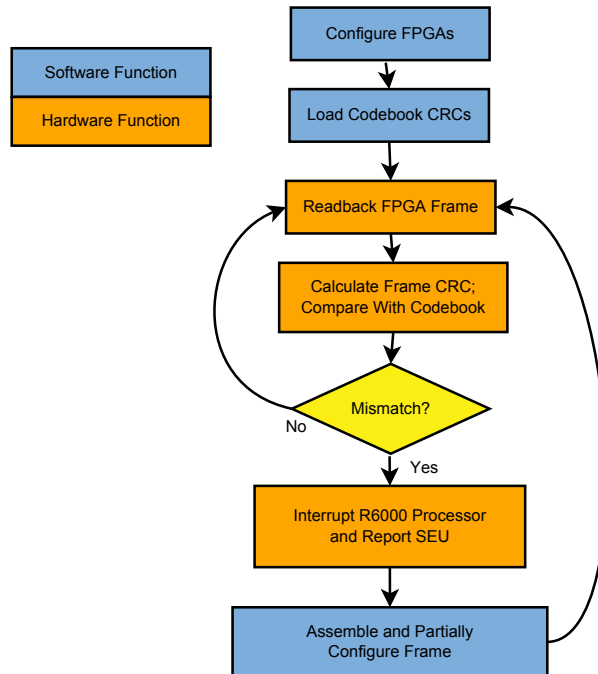 Configure FPGAs
Software Function
Hardware Function
Load Codebook CRCs
Readback FPGA Frame
Calculate Frame CRC;
Compare With Codebook
Mismatch?
No
Yes
Interrupt R6000 Processor
and Report SEU
Assemble and Partially
Configure Frame